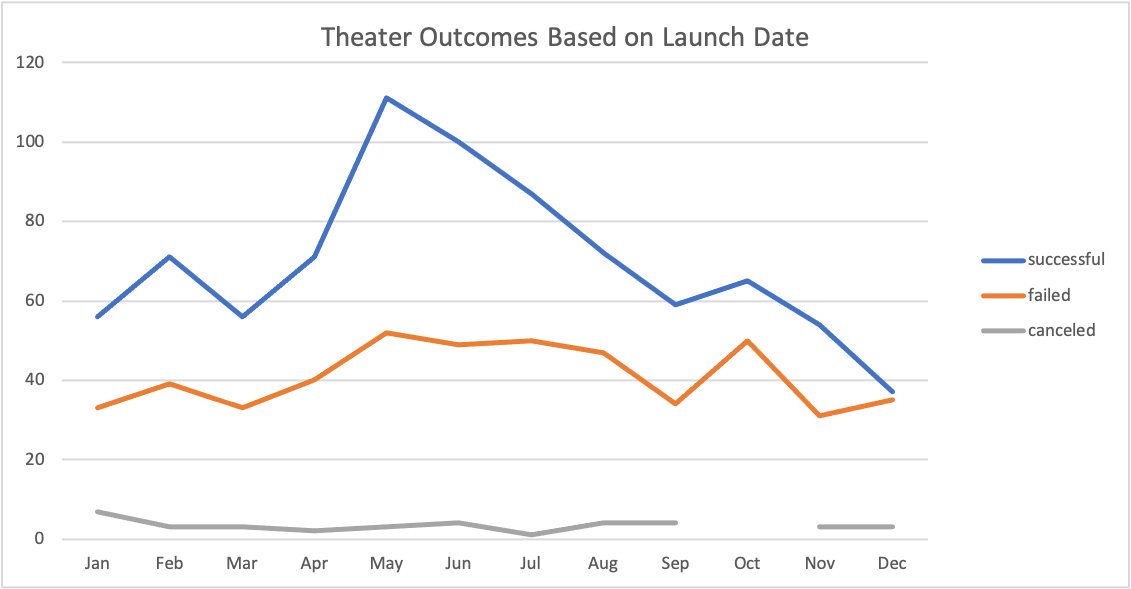 Theater Outcomes Based on Launch Date
120
100
80
60
40
20
0
Jan Feb Mar Apr May Jun Jul Aug Sep Oct Nov Dec
successful
failed
canceled